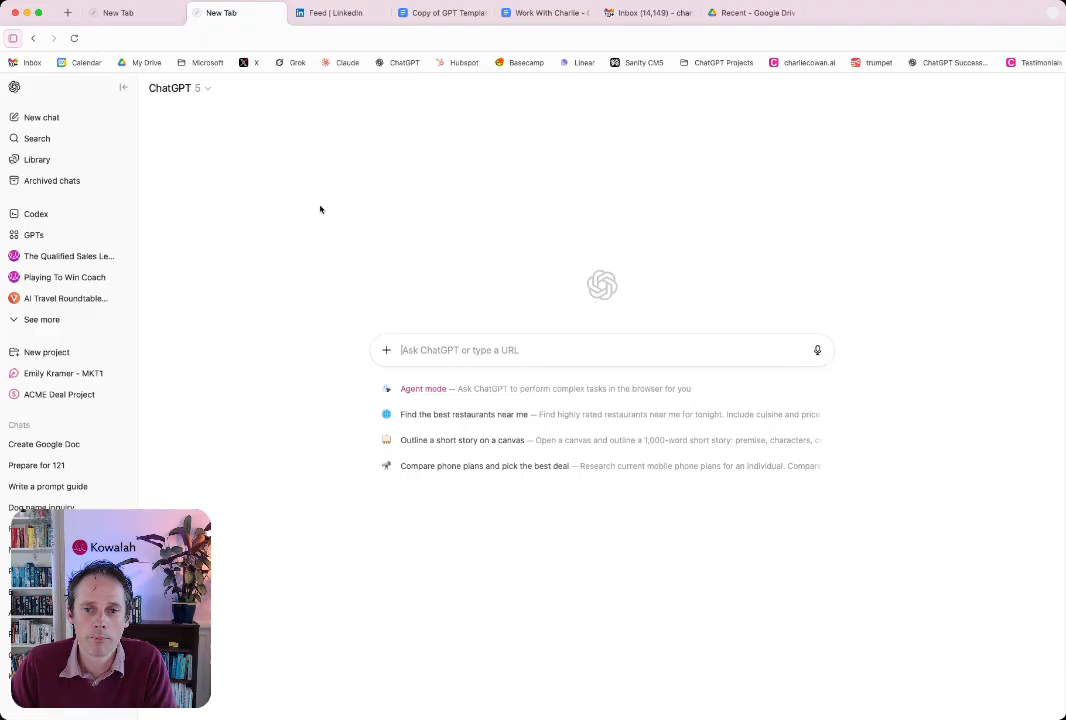 New Tab
New Tab
Feed | LinkedIn
Copy of GPT Templa
Work With Charlie -
Inbox (14,149) - char
Recent - Google Driv
Inbox
Calendar
My Drive
Microsoft
X
Grok
Claude
ChatGPT
Hubspot
Basecamp
Linear
Sanity CMS
ChatGPT Projects
charliecowan.ai
trumpet
ChatGPT Success...
Testimonials
ChatGPT 5
New chat
Search
Library
Archived chats
Codex
GPTs
The Qualified Sales Le...
Playing To Win Coach
AI Travel Roundtable...
See more
New project
Emily Kramer - MKT1
ACME Deal Project
Chats
Create Google Doc
Prepare for 121
Write a prompt guide
Dog name inquiry
Ask ChatGPT or type a URL
Agent mode — Ask ChatGPT to perform complex tasks in the browser for you
Find the best restaurants near me — Find highly rated restaurants near me for tonight. Include cuisine and price
Outline a short story on a canvas — Open a canvas and outline a 1,000-word short story: premise, characters, c
Compare phone plans and pick the best deal — Research current mobile phone plans for an individual. Compare
Kowalah